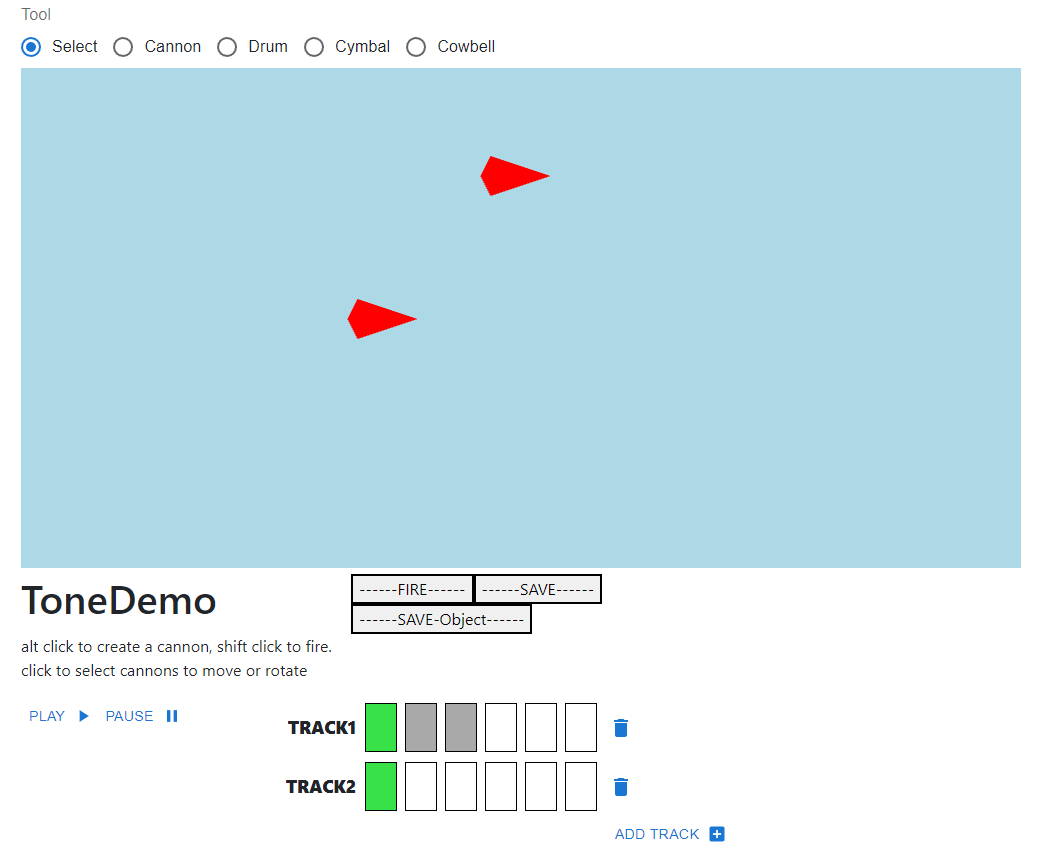 Tool
Select Cannon Drum Cymbal Cowbell
ToneDemo
------FIRE------ ------SAVE------
------SAVE-Object------
alt click to create a cannon, shift click to fire.
click to select cannons to move or rotate
PLAY PAUSE
TRACK1
TRACK2
ADD TRACK